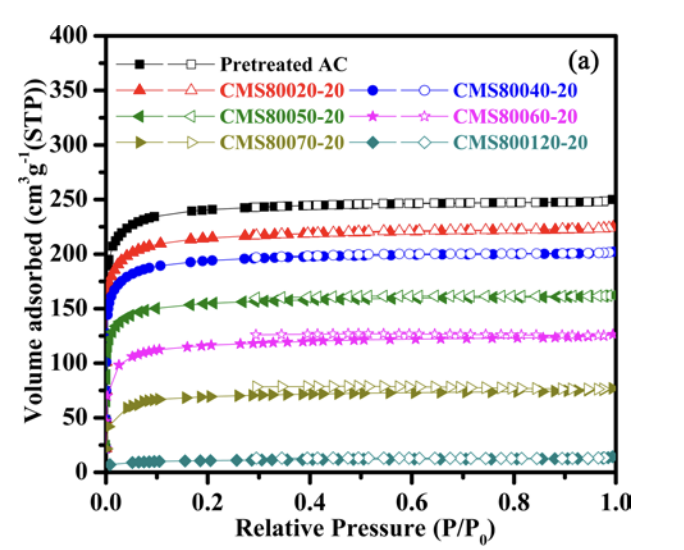 400
350
300
250
200
150
100
50
0
Volume adsorbed (cm³g⁻¹(STP))
(a)
Pretreated AC
CMS80020-20 CMS80040-20
CMS80050-20 CMS80060-20
CMS80070-20 CMS800120-20
0.0 0.2 0.4 0.6 0.8 1.0
Relative Pressure (P/P₀)